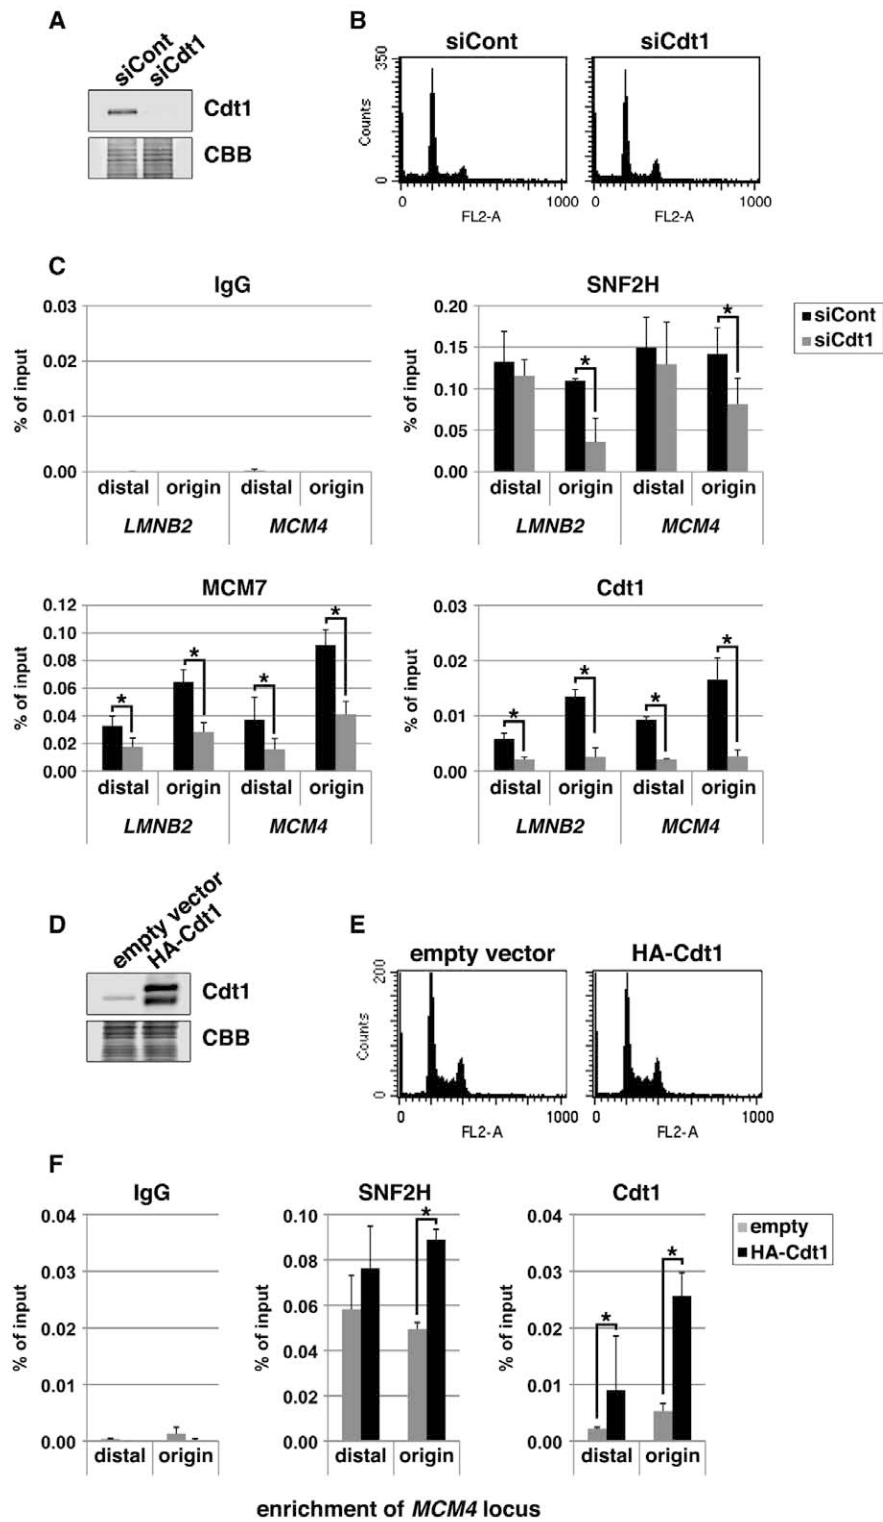 A
siCont siCdt1
Cdt1
CBB
B
siCont siCdt1
350
Counts
0
0 1000 0 1000
FL2-A FL2-A
C
IgG
0.03
0.02
0.01
0.00
% of input
distal origin distal origin
LMNB2 MCM4
SNF2H
0.20
0.15
0.10
0.05
0.00
% of input
* *
distal origin distal origin
LMNB2 MCM4
siCont
siCdt1
MCM7
0.12
0.10
0.08
0.06
0.04
0.02
0.00
% of input
* * * *
distal origin distal origin
LMNB2 MCM4
Cdt1
0.03
0.02
0.01
0.00
% of input
* * * *
distal origin distal origin
LMNB2 MCM4
D
empty vector HA-Cdt1
Cdt1
CBB
E
empty vector HA-Cdt1
200
Counts
0
0 1000 0 1000
FL2-A FL2-A
F
IgG
0.04
0.03
0.02
0.01
0.00
% of input
distal origin
SNF2H
0.10
0.08
0.06
0.04
0.02
0.00
% of input
*
distal origin
Cdt1
0.04
0.03
0.02
0.01
0.00
% of input
* *
distal origin
empty
HA-Cdt1
enrichment of MCM4 locus